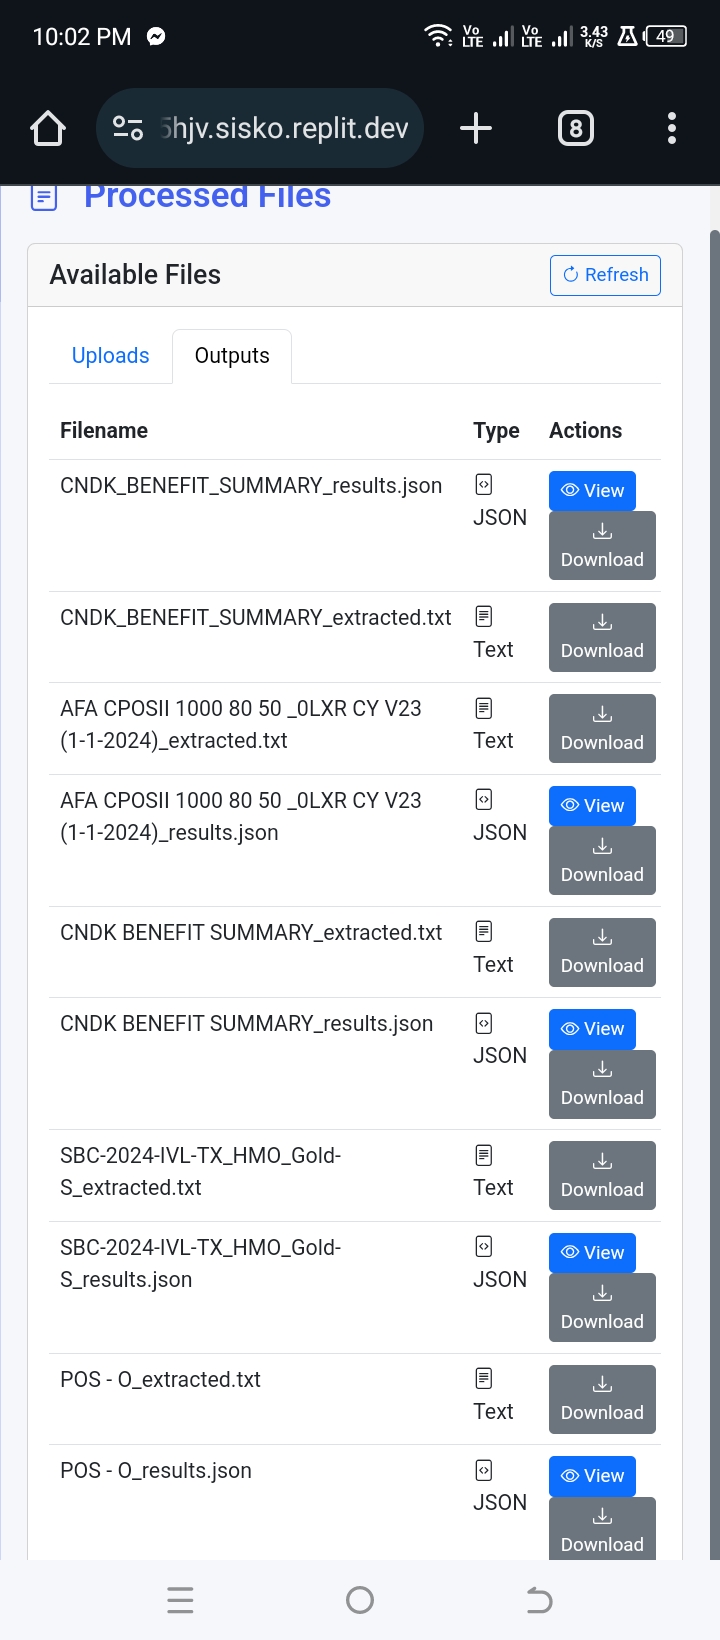 10:02 PM
Vo LTE Vo LTE 3.43 K/S 49
5hjv.sisko.replit.dev
8
Processed Files
Available Files
Refresh
Uploads
Outputs
Filename Type Actions
CNDK_BENEFIT_SUMMARY_results.json
JSON
View
Download
CNDK_BENEFIT_SUMMARY_extracted.txt
Text
Download
AFA CPOSII 1000 80 50 _0LXR CY V23
(1-1-2024)_extracted.txt
Text
Download
AFA CPOSII 1000 80 50 _0LXR CY V23
(1-1-2024)_results.json
JSON
View
Download
CNDK BENEFIT SUMMARY_extracted.txt
Text
Download
CNDK BENEFIT SUMMARY_results.json
JSON
View
Download
SBC-2024-IVL-TX_HMO_Gold-
S_extracted.txt
Text
Download
SBC-2024-IVL-TX_HMO_Gold-
S_results.json
JSON
View
Download
POS - O_extracted.txt
Text
Download
POS - O_results.json
JSON
View
Download